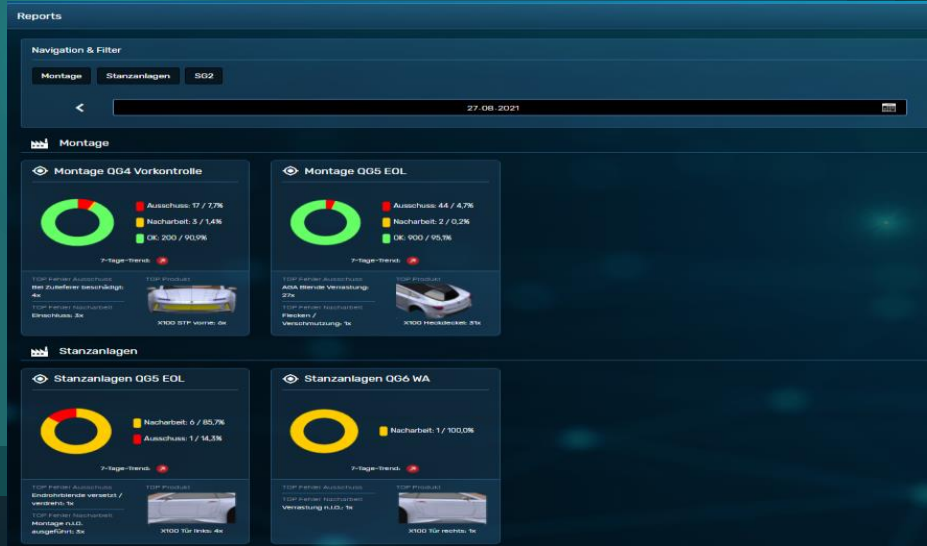 Reports
Navigation & Filter
Montage
Stanzanlagen
SG2
27-08-2021
Montage
Montage QG4 Vorkontrolle
Ausschuss: 17 / 7,7%
Nacharbeit: 3 / 1,4%
OK: 200 / 90,9%
7-Tage-Trend:
TOP Fehler Ausschuss
Bei Zulieferer beschädigt:
4x
TOP Fehler Nacharbeit
Einschluss: 3x
TOP Produkt
X100 STF vorne: 6x
Montage QG5 EOL
Ausschuss: 44 / 4,7%
Nacharbeit: 2 / 0,2%
OK: 900 / 95,1%
7-Tage-Trend:
TOP Fehler Ausschuss
AGA Blende Verrastung:
27x
TOP Fehler Nacharbeit
Flecken /
Verschmutzung: 1x
TOP Produkt
X100 Heckdeckel: 31x
Stanzanlagen
Stanzanlagen QG5 EOL
Nacharbeit: 6 / 85,7%
Ausschuss: 1 / 14,3%
7-Tage-Trend:
TOP Fehler Ausschuss
Endrohrblende versetzt /
verdreht: 1x
TOP Fehler Nacharbeit
Montage n.i.O.
ausgeführt: 3x
TOP Produkt
X100 Tür links: 4x
Stanzanlagen QG6 WA
Nacharbeit: 1 / 100,0%
7-Tage-Trend:
TOP Fehler Ausschuss
TOP Fehler Nacharbeit
Verrastung n.i.O.: 1x
TOP Produkt
X100 Tür rechts: 1x